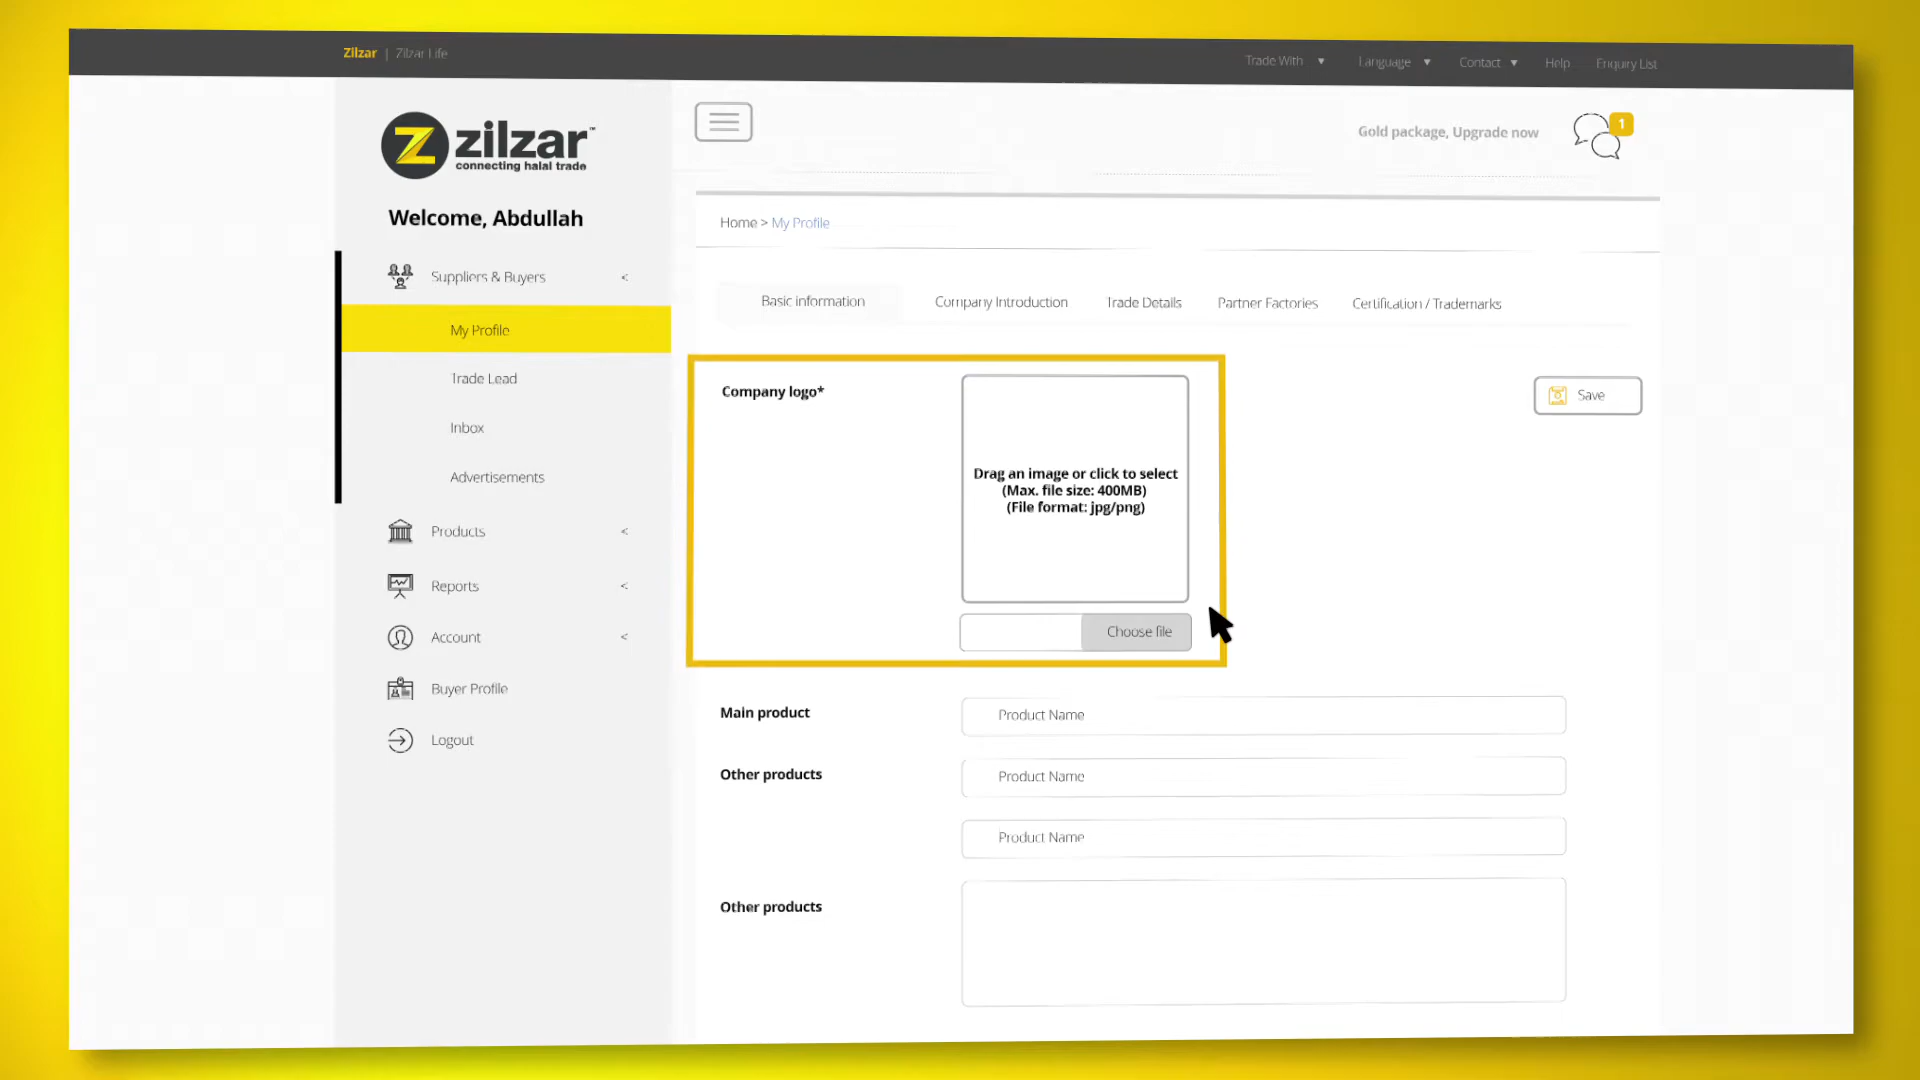 Zilzar | Zilzar Life
Trade With ▼ Language ▼ Contact ▼ Help Enquiry List
zilzar™
connecting halal trade
Gold package, Upgrade now
1
Welcome, Abdullah
Home > My Profile
Suppliers & Buyers <
My Profile
Trade Lead
Inbox
Advertisements
Products <
Reports <
Account <
Buyer Profile
Logout
Basic information Company Introduction Trade Details Partner Factories Certification / Trademarks
Company logo*
Drag an image or click to select
(Max. file size: 400MB)
(File format: jpg/png)
Choose file
Save
Main product Product Name
Other products Product Name
Product Name
Other products